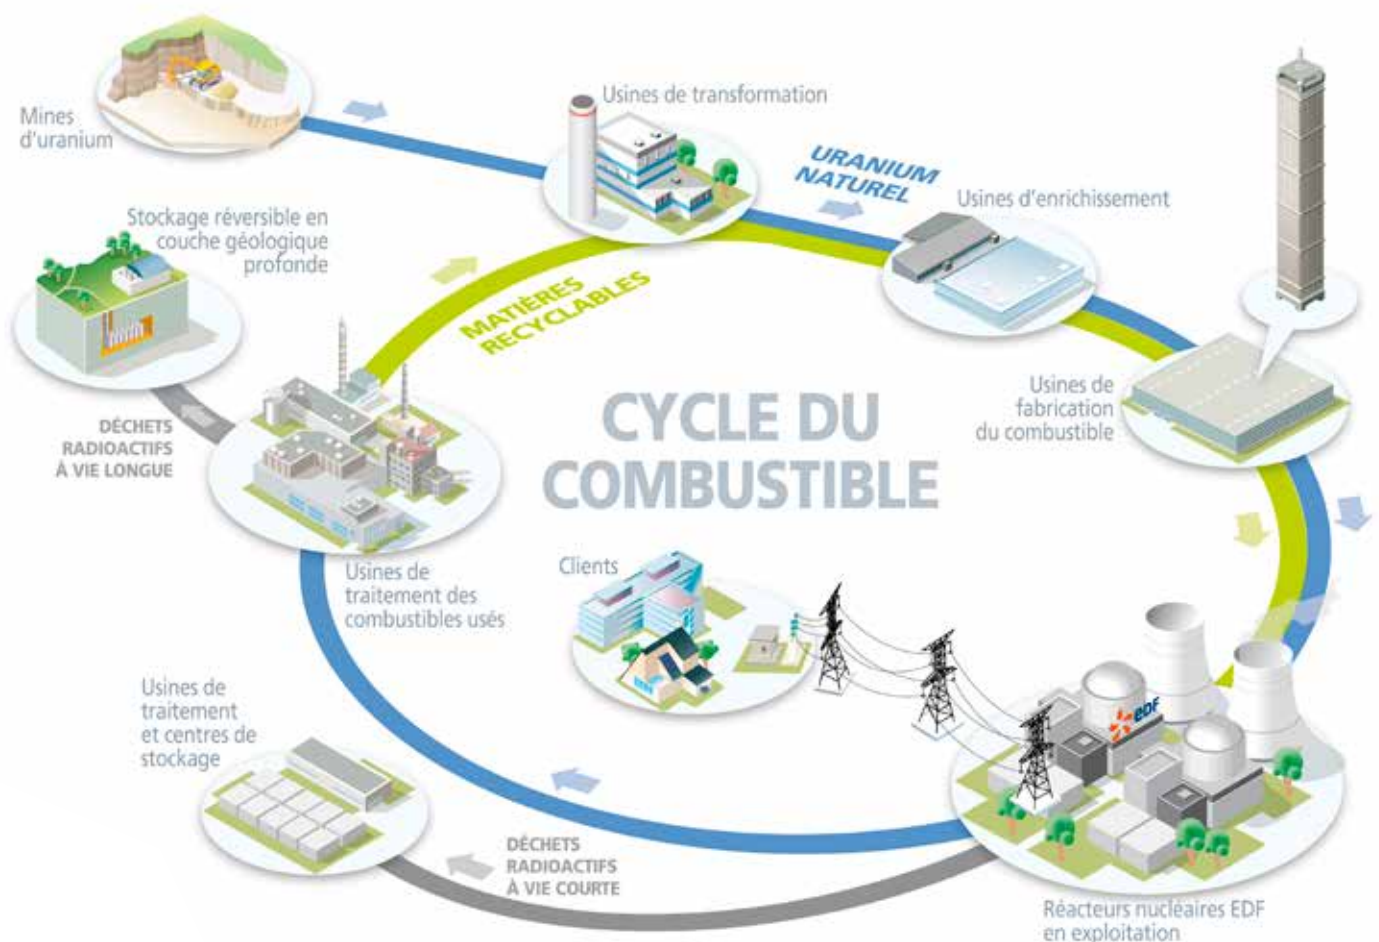 Mines
d'uranium
Usines de transformation
URANIUM
NATUREL
Usines d'enrichissement
Stockage réversible en
couche géologique
profonde
MATIÈRES
RECYCLABLES
Usines de
fabrication
du combustible
CYCLE DU
COMBUSTIBLE
DÉCHETS
RADIOACTIFS
À VIE LONGUE
Usines de
traitement des
combustibles usés
Clients
Usines de
traitement
et centres de
stockage
eDF
DÉCHETS
RADIOACTIFS
À VIE COURTE
Réacteurs nucléaires EDF
en exploitation